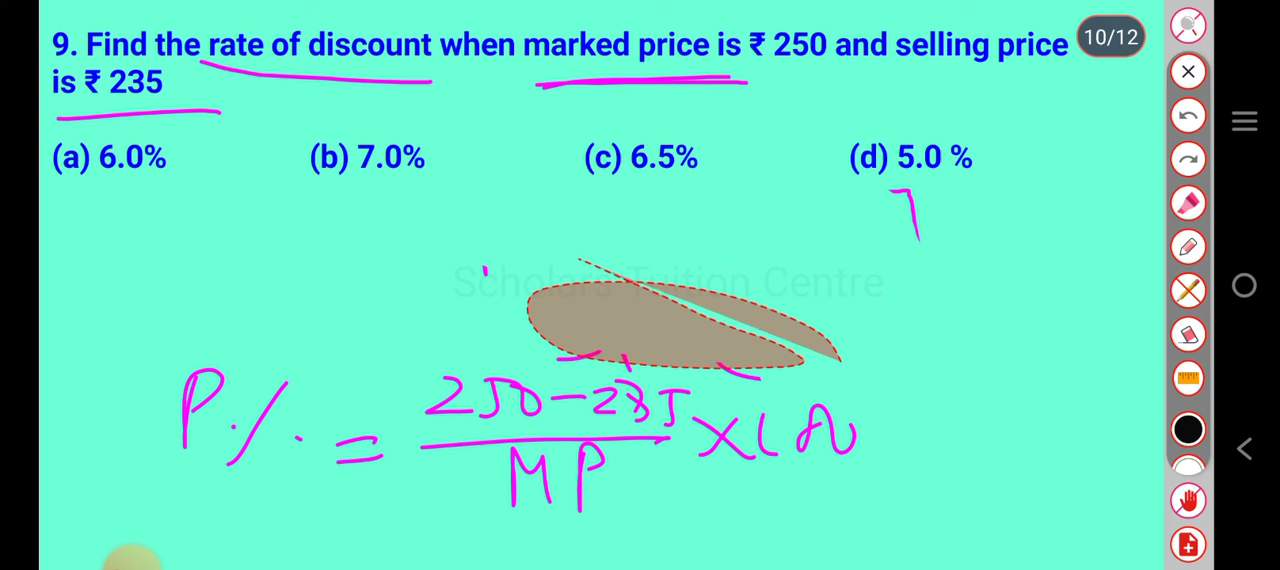 9. Find the rate of discount when marked price is ₹ 250 and selling price
is ₹ 235
10/12
(a) 6.0% (b) 7.0% (c) 6.5% (d) 5.0 %
Scholars Tuition Centre
P% = 250-235
MP
×100